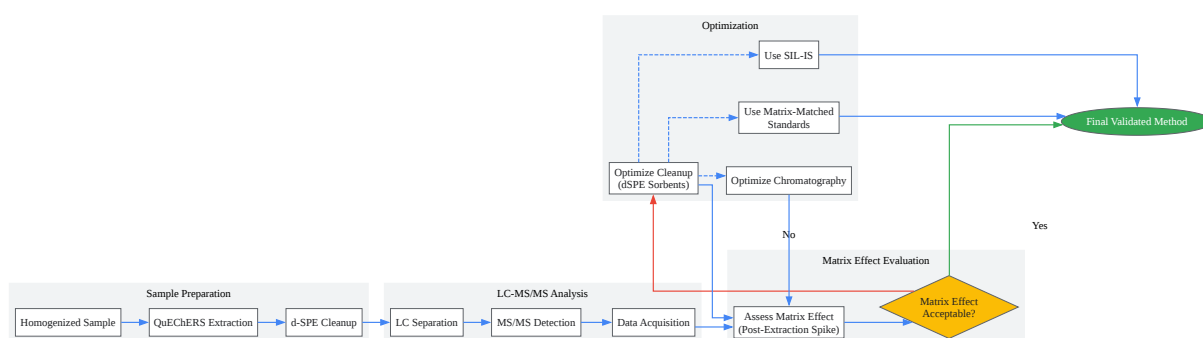 Optimization
Use SIL-IS
Use Matrix-Matched
Standards
Final Validated Method
Optimize Cleanup
(dSPE Sorbents)
Optimize Chromatography
No
Yes
Matrix Effect Evaluation
Sample Preparation
LC-MS/MS Analysis
Homogenized Sample
QuEChERS Extraction
d-SPE Cleanup
LC Separation
MS/MS Detection
Data Acquisition
Assess Matrix Effect
(Post-Extraction Spike)
Matrix Effect
Acceptable?